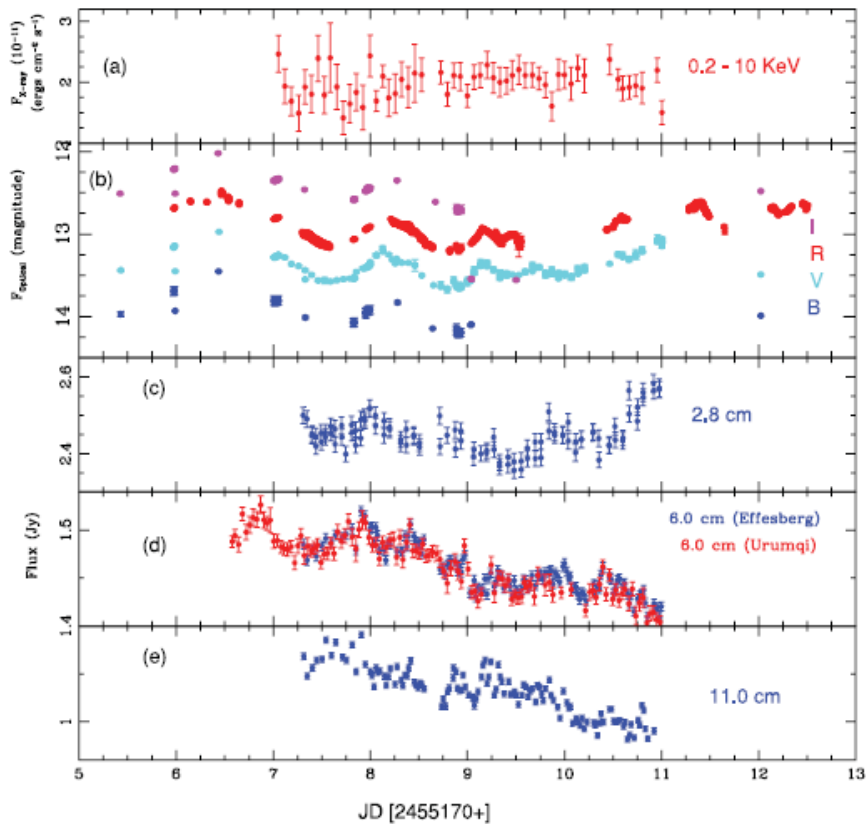 F_X-ray (10^-11)
(ergs cm^-2 s^-1)
3
2
(a)
0.2 - 10 KeV
F_Optical (magnitude)
12
13
14
(b)
I
R
V
B
2.6
2.4
(c)
2.8 cm
Flux (Jy)
1.5
1.4
(d)
6.0 cm (Effesberg)
6.0 cm (Urumqi)
1
(e)
11.0 cm
5 6 7 8 9 10 11 12 13
JD [2455170+]